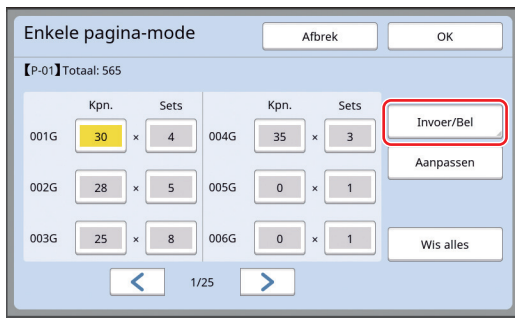 Enkele pagina-mode Afbrek OK
【P-01】Totaal: 565
Kpn. Sets Kpn. Sets
Invoer/Bel
001G 30 × 4 004G 35 × 3
Aanpassen
002G 28 × 5 005G 0 × 1
003G 25 × 8 006G 0 × 1 Wis alles
1/25